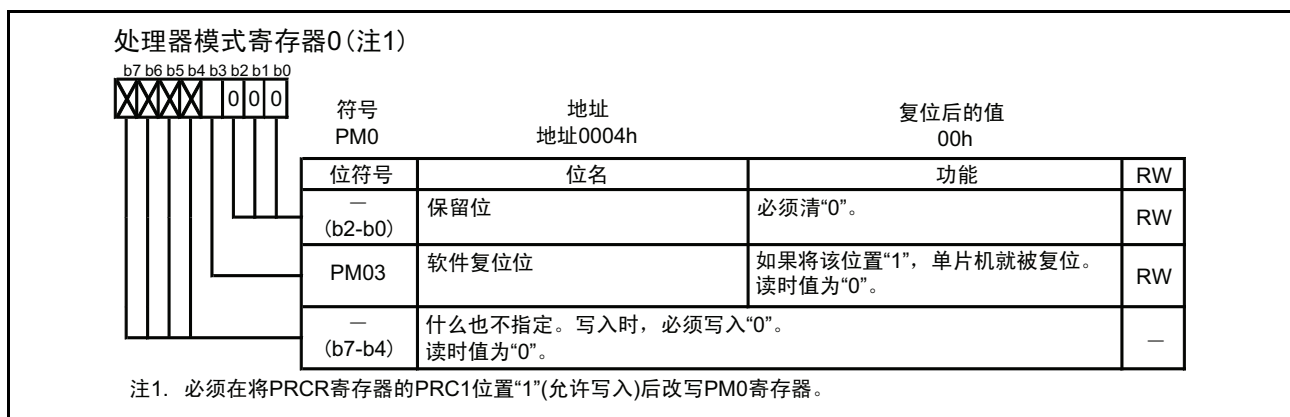 处理器模式寄存器0(注1)
b7 b6 b5 b4 b3 b2 b1 b0
0 0 0
符号 地址 复位后的值
PM0 地址0004h 00h
位符号 位名 功能 RW
— (b2-b0) 保留位 必须清“0”。 RW
PM03 软件复位位 如果将该位置“1”，单片机就被复位。 RW
读时值为“0”。
— (b7-b4) 什么也不指定。写入时，必须写入“0”。 —
读时值为“0”。
注1. 必须在将PRCR寄存器的PRC1位置“1”(允许写入)后改写PM0寄存器。